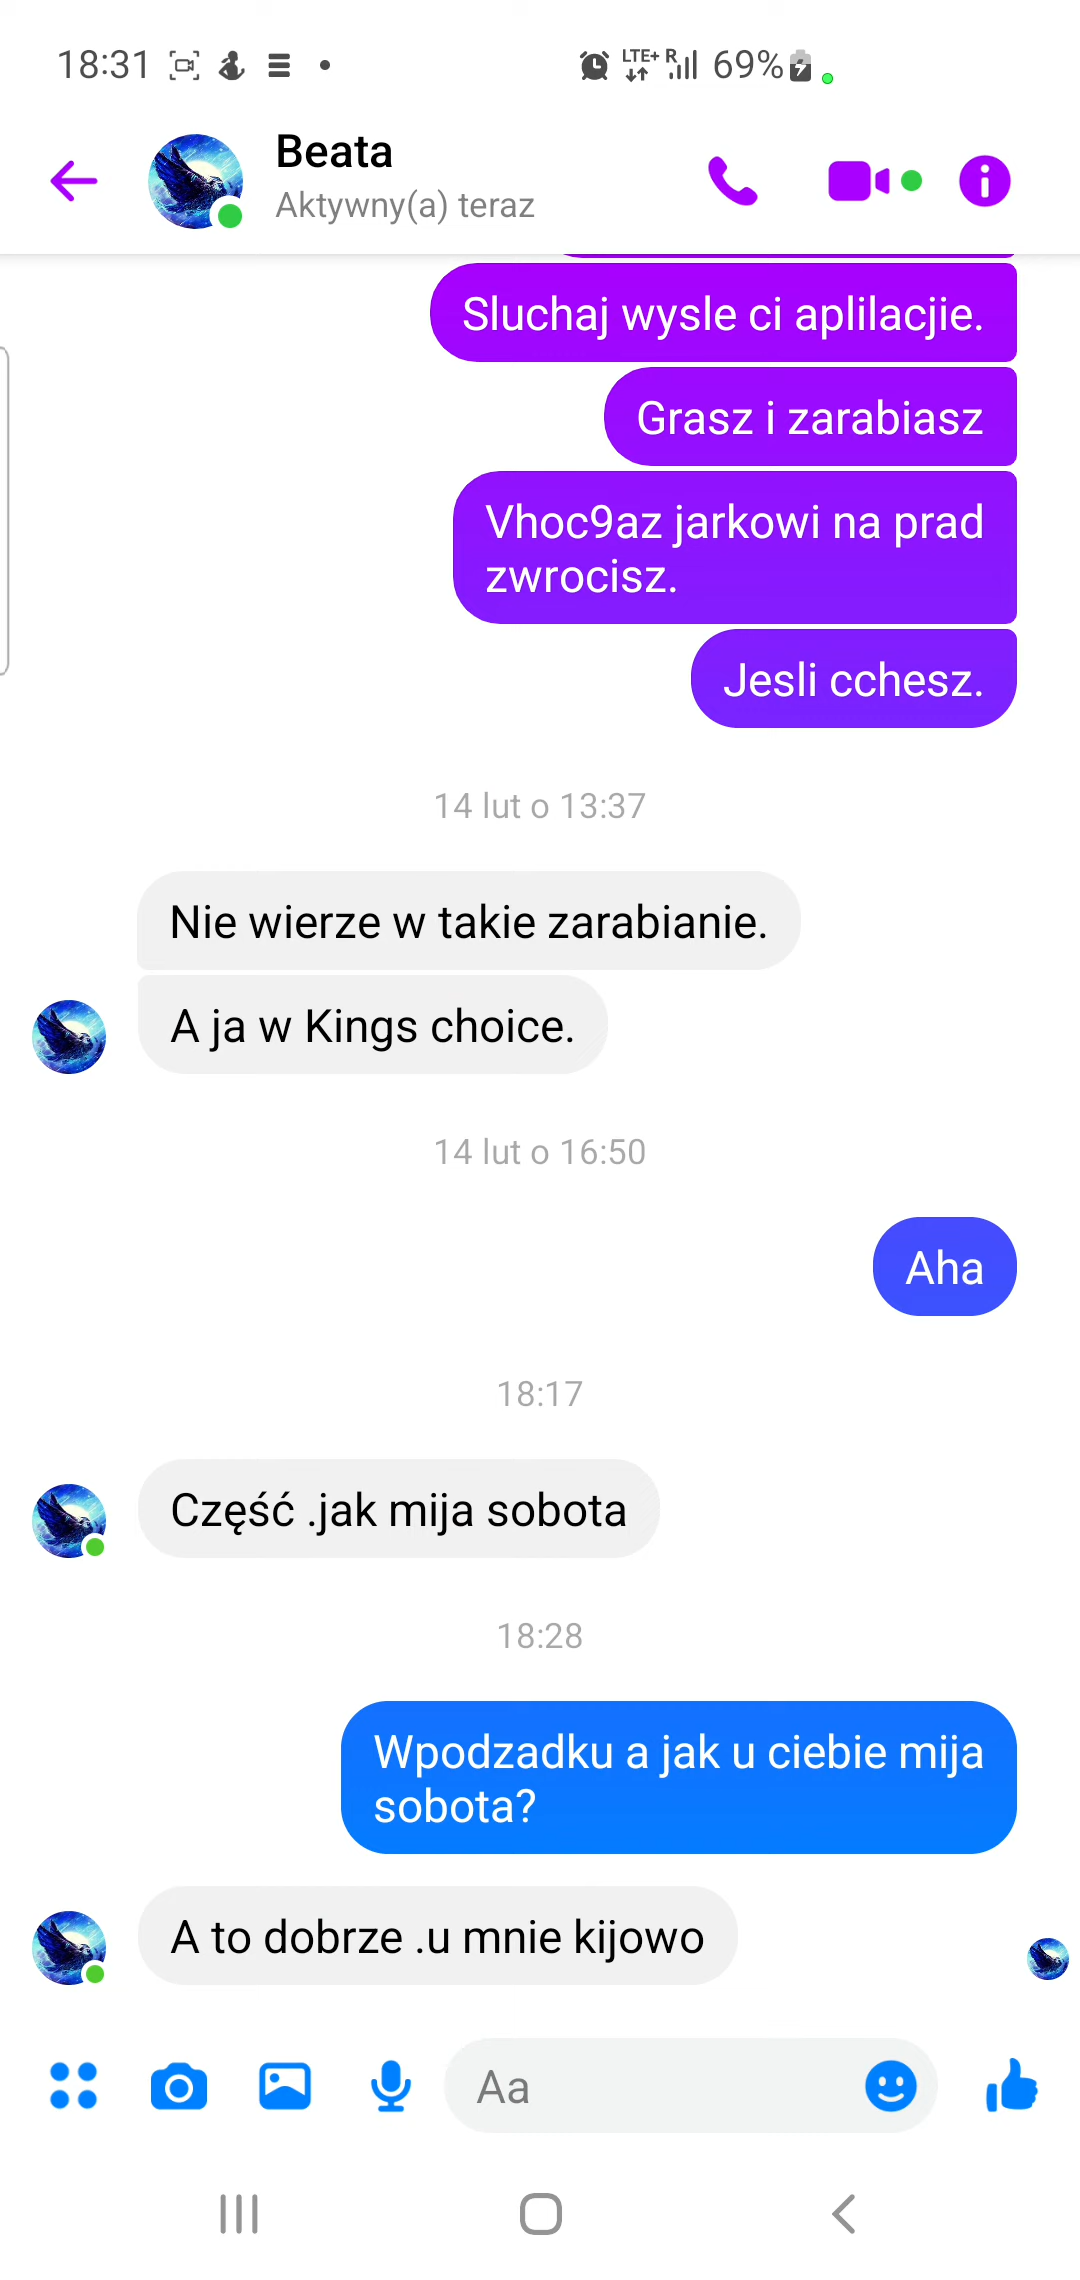 18:31
LTE+ R 69%
Beata
Aktywny(a) teraz
Sluchaj wysle ci aplilacjie.
Grasz i zarabiasz
Vhoc9az jarkowi na prad
zwrocisz.
Jesli cchesz.
14 lut o 13:37
Nie wierze w takie zarabianie.
A ja w Kings choice.
14 lut o 16:50
Aha
18:17
Część .jak mija sobota
18:28
Wpodzadku a jak u ciebie mija
sobota?
A to dobrze .u mnie kijowo
Aa